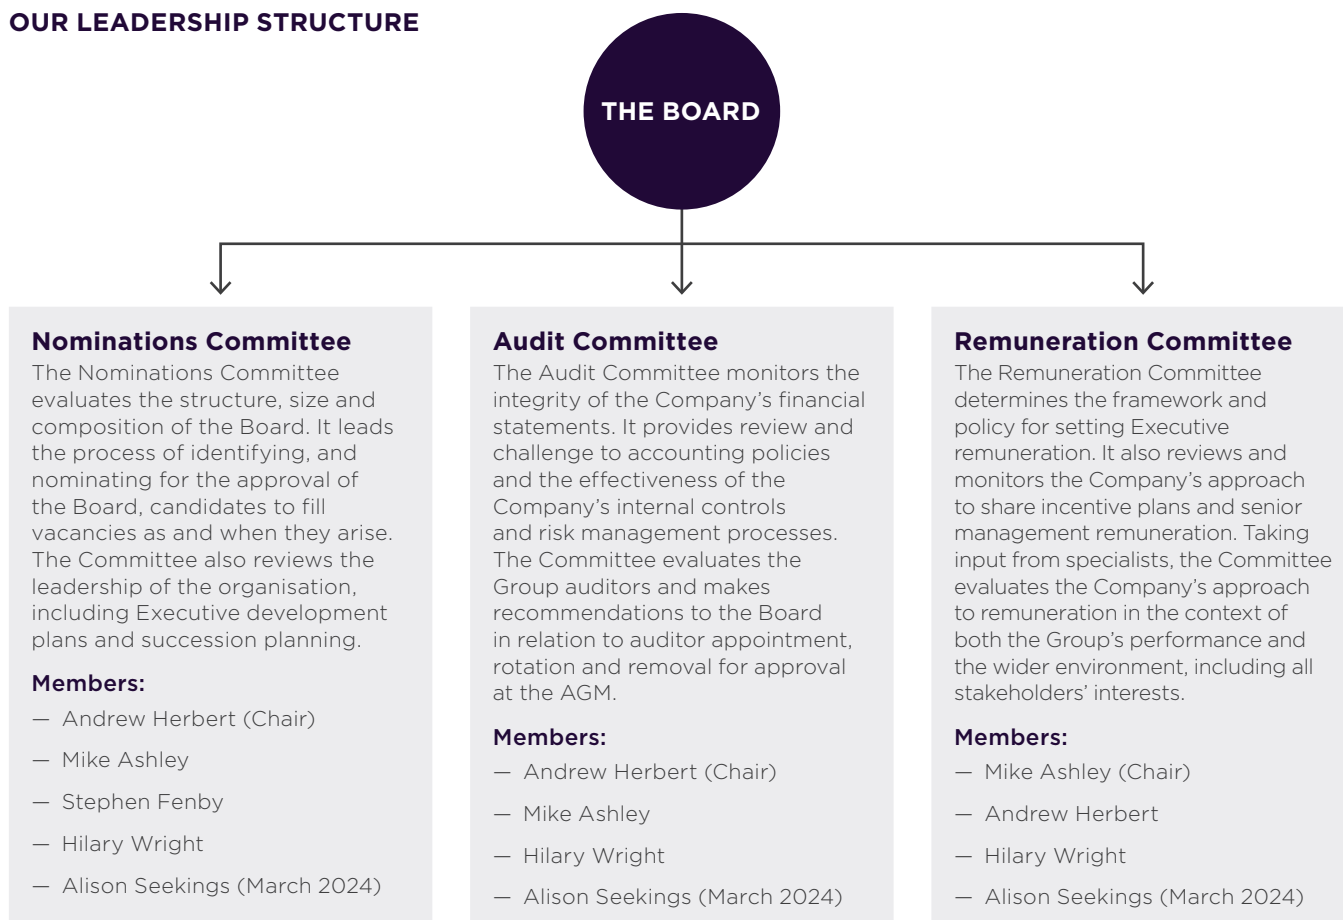 OUR LEADERSHIP STRUCTURE
THE BOARD
Nominations Committee
The Nominations Committee
evaluates the structure, size and
composition of the Board. It leads
the process of identifying, and
nominating for the approval of
the Board, candidates to fill
vacancies as and when they arise.
The Committee also reviews the
leadership of the organisation,
including Executive development
plans and succession planning.
Members:
— Andrew Herbert (Chair)
— Mike Ashley
— Stephen Fenby
— Hilary Wright
— Alison Seekings (March 2024)
Audit Committee
The Audit Committee monitors the
integrity of the Company’s financial
statements. It provides review and
challenge to accounting policies
and the effectiveness of the
Company’s internal controls
and risk management processes.
The Committee evaluates the
Group auditors and makes
recommendations to the Board
in relation to auditor appointment,
rotation and removal for approval
at the AGM.
Members:
— Andrew Herbert (Chair)
— Mike Ashley
— Hilary Wright
— Alison Seekings (March 2024)
Remuneration Committee
The Remuneration Committee
determines the framework and
policy for setting Executive
remuneration. It also reviews and
monitors the Company’s approach
to share incentive plans and senior
management remuneration. Taking
input from specialists, the Committee
evaluates the Company’s approach
to remuneration in the context of
both the Group’s performance and
the wider environment, including all
stakeholders’ interests.
Members:
— Mike Ashley (Chair)
— Andrew Herbert
— Hilary Wright
— Alison Seekings (March 2024)